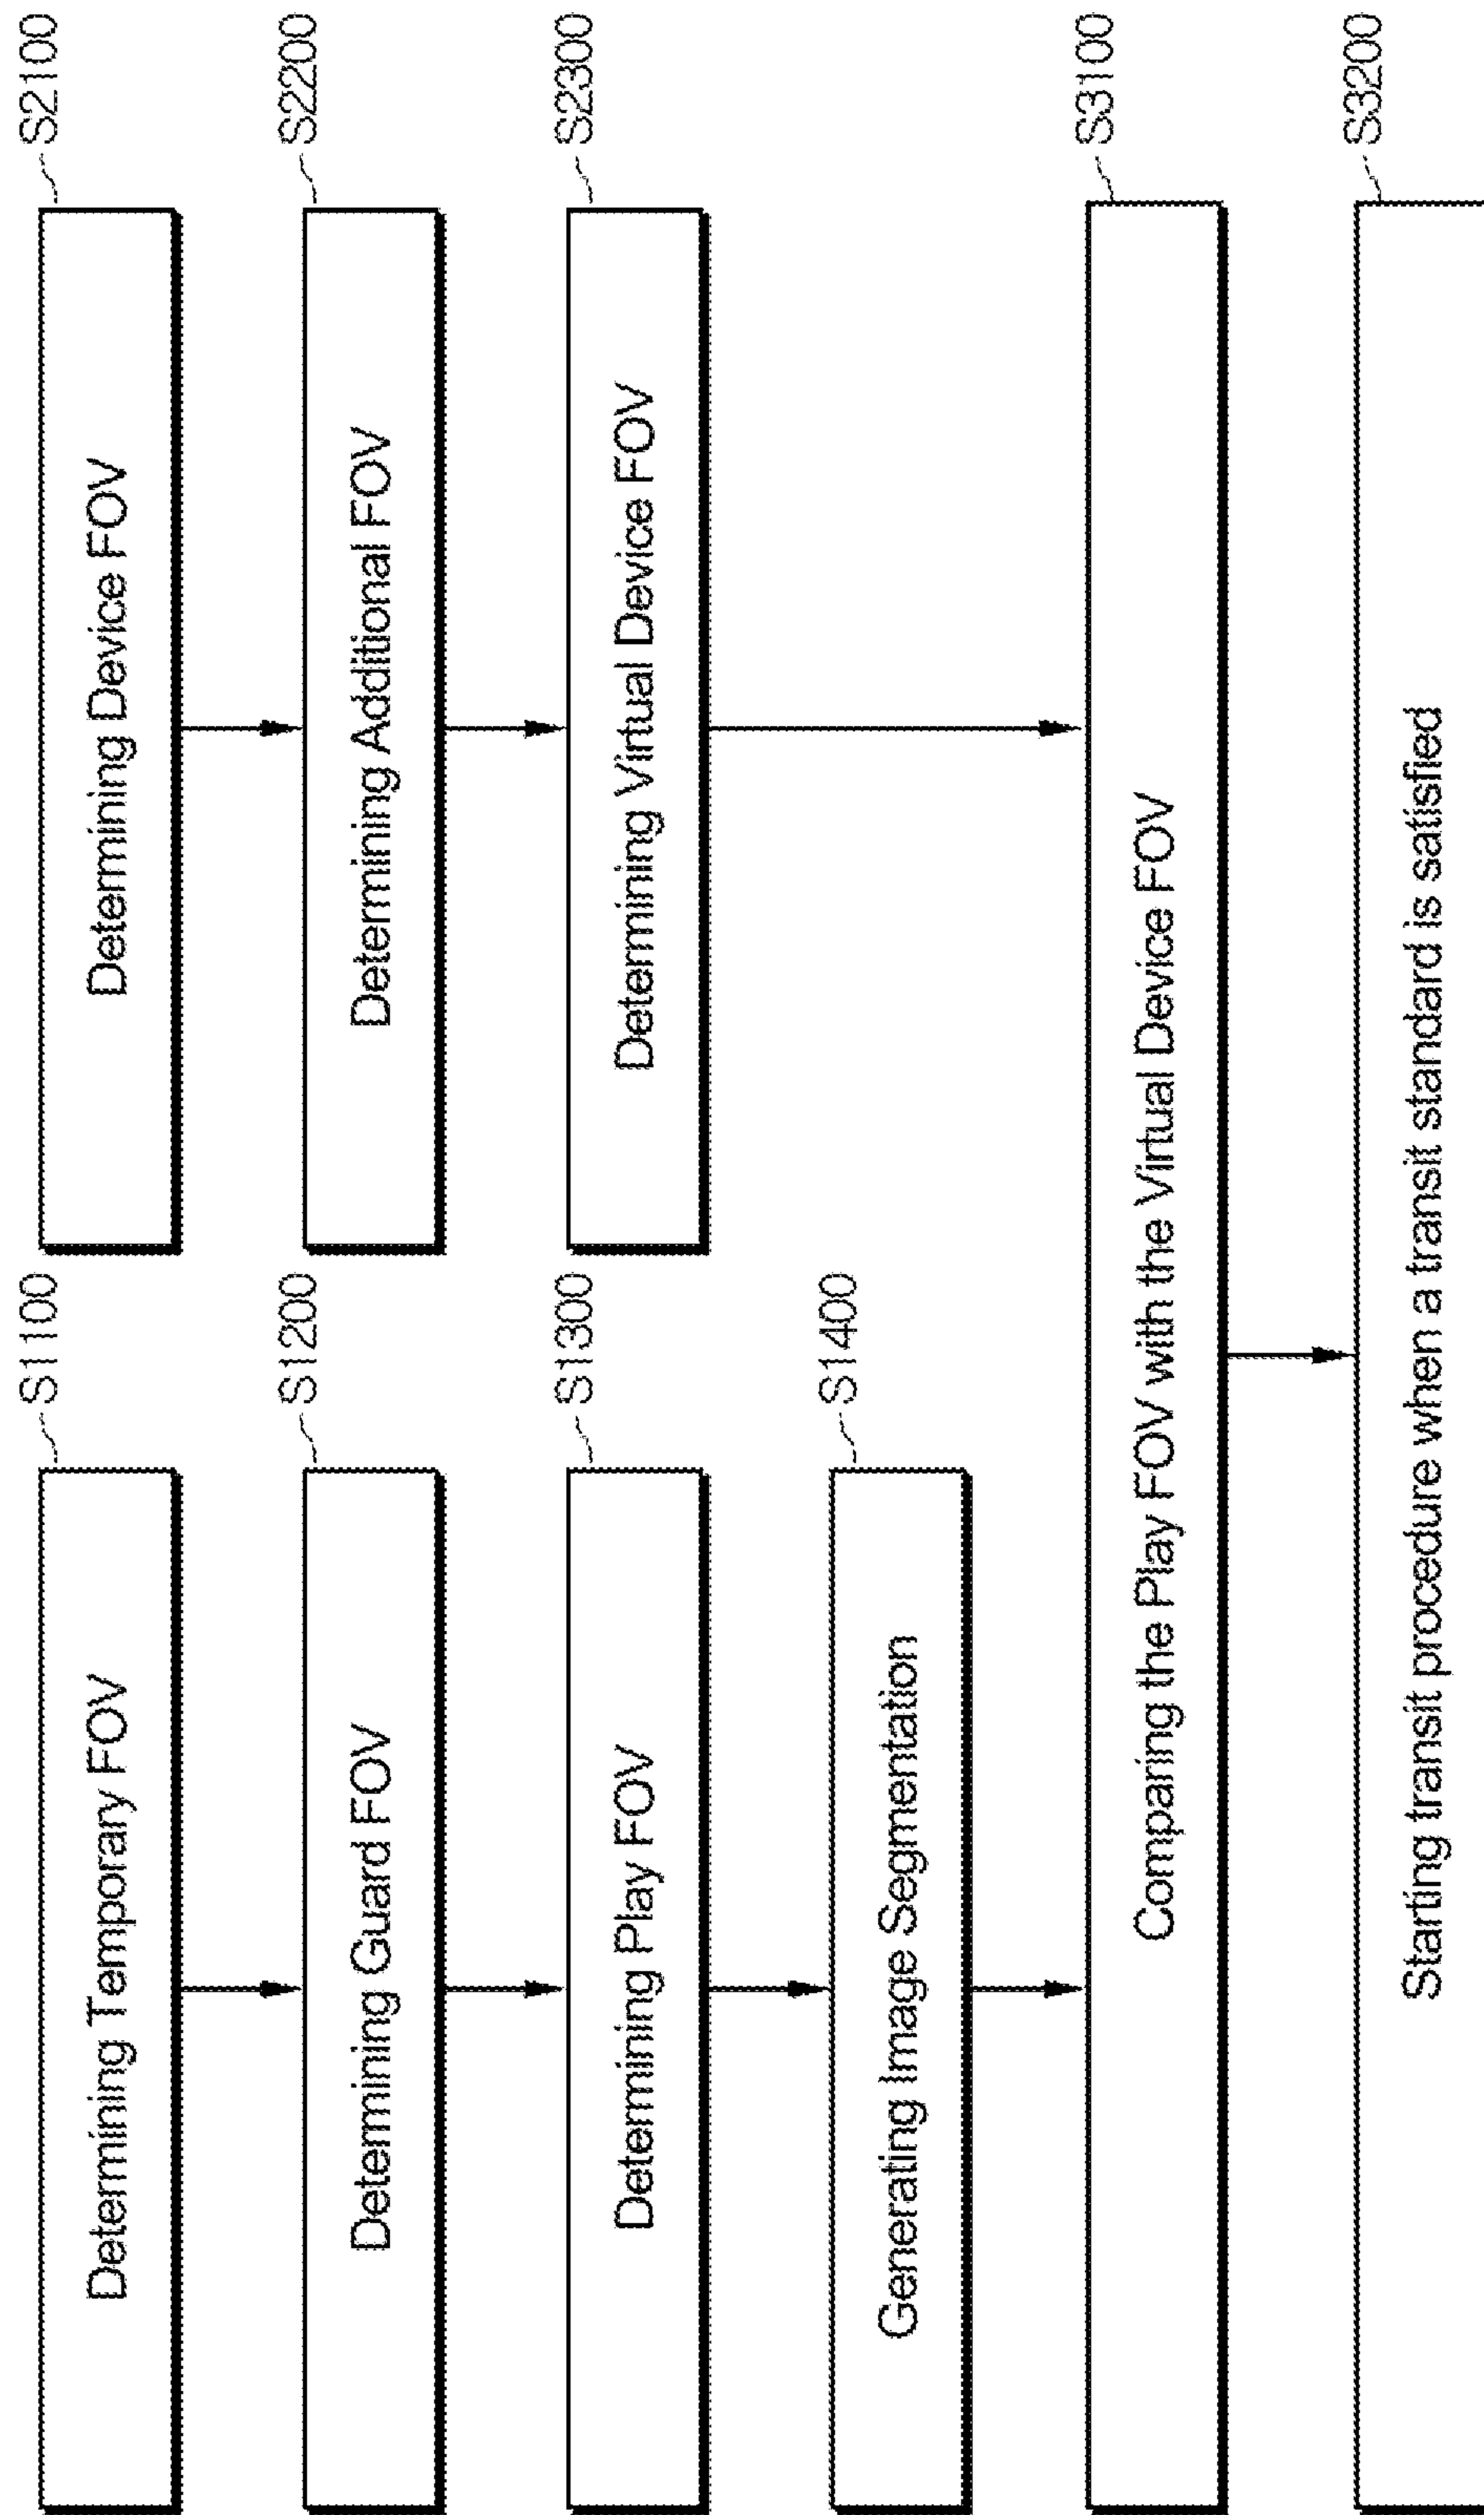 S1100
Determining Temporary FOV
S1200
Determining Guard FOV
S1300
Determining Play FOV
S1400
Generating Image Segmentation
S2100
Determining Device FOV
S2200
Determining Additional FOV
S2300
Determining Virtual Device FOV
S3100
Comparing the Play FOV with the Virtual Device FOV
S3200
Starting transit procedure when a transit standard is satisfied